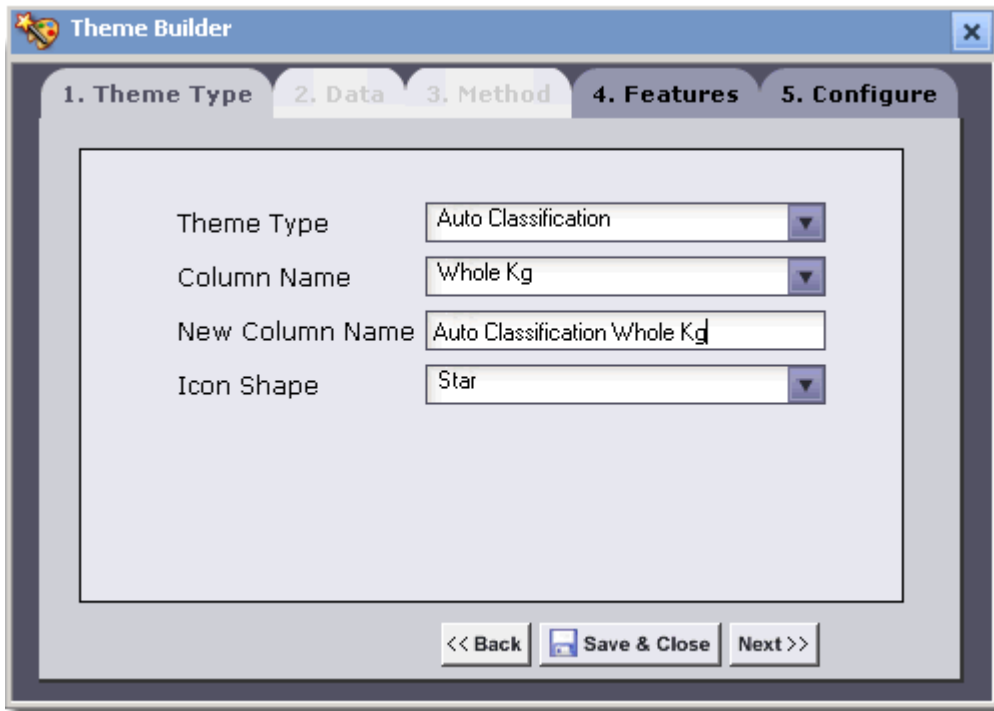 Theme Builder
1. Theme Type 2. Data 3. Method 4. Features 5. Configure
Theme Type Auto Classification
Column Name Whole Kg
New Column Name Auto Classification Whole Kg
Icon Shape Star
<< Back Save & Close Next >>